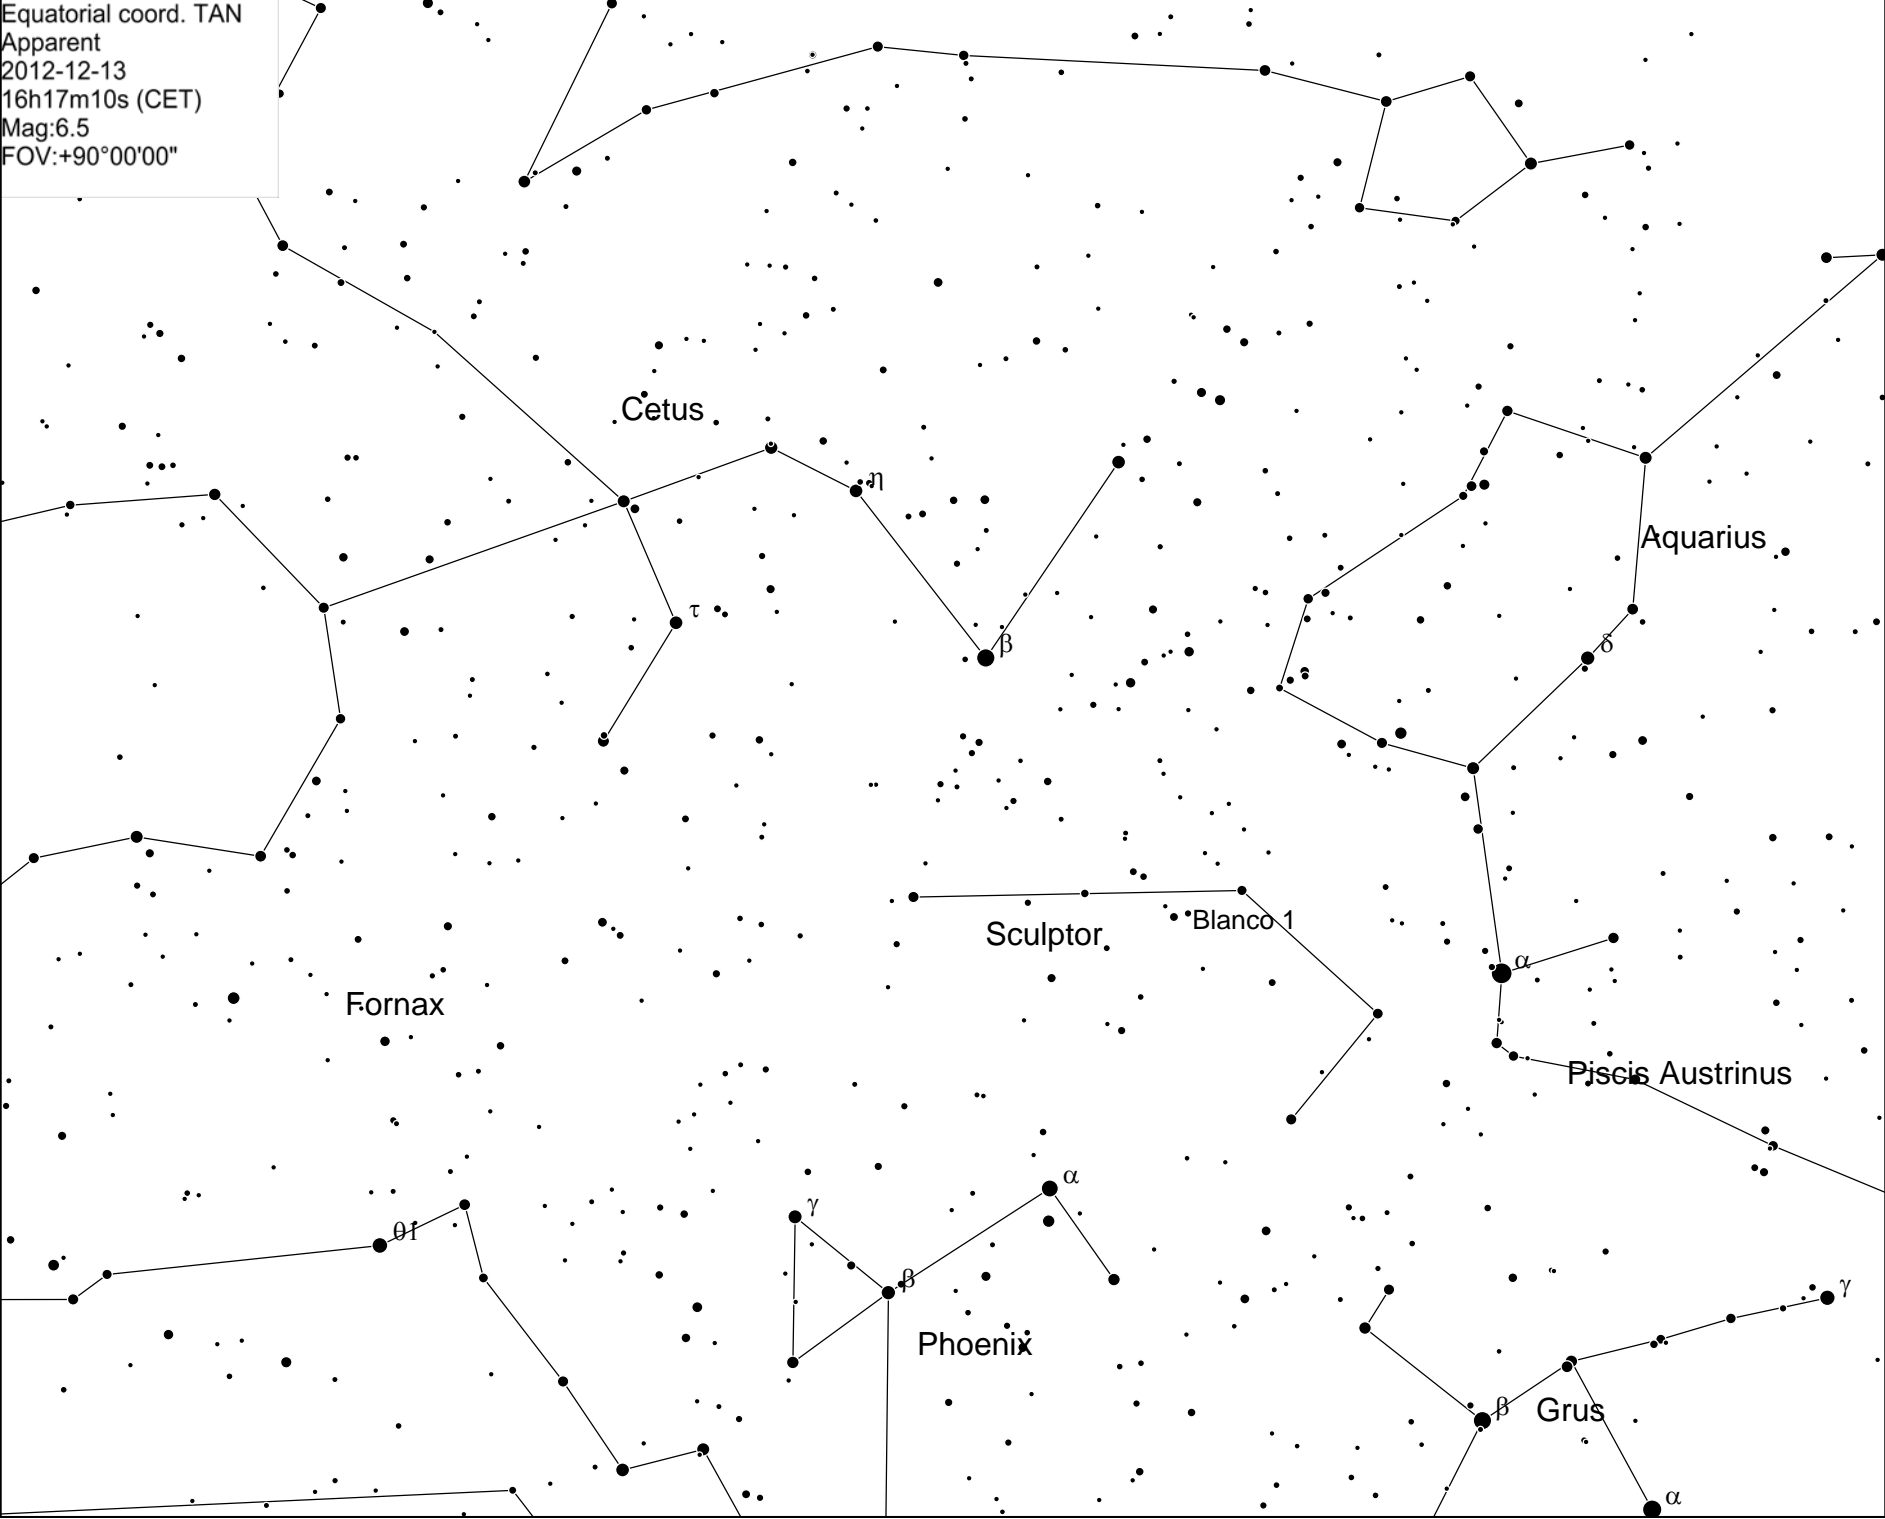 Equatorial coord. TAN
Apparent
2012-12-13
16h17m10s (CET)
Mag:6.5
FOV:+90°00'00"
Cetus
η
Aquarius
τ
β
δ
Sculptor
Blanco 1
α
Fornax
Piscis Austrinus
α
γ
θ1
β
γ
Phoenix
β
Grus
α